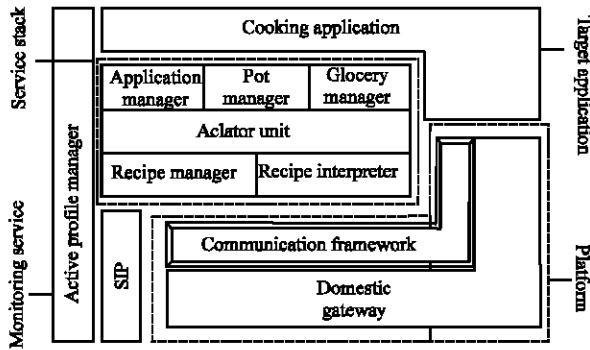 Service stack
Monitoring service
Active profile manager
Cooking application
Application
manager
Pot
manager
Glocery
manager
Aclator unit
Recipe manager
Recipe interpreter
SIP
Communication framework
Domestic
gateway
Target application
Platform